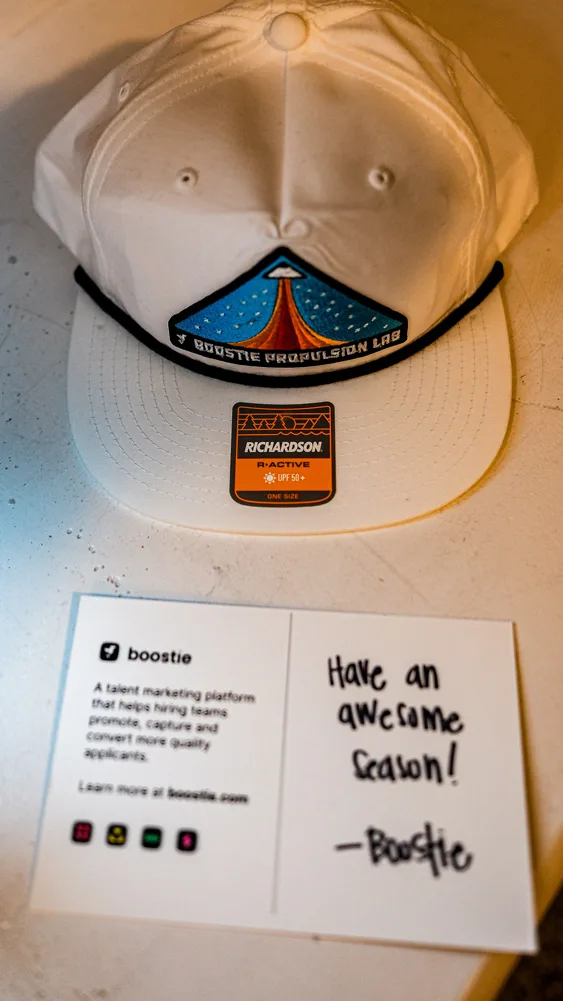 BOOSTIE PROPULSION LAB
RICHARDSON
R·ACTIVE
UPF 50+
ONE SIZE
boostie
A talent marketing platform
that helps hiring teams
promote, capture and
convert more quality
applicants.
Learn more at boostie.com
Have an
awesome
season!
—Boostie